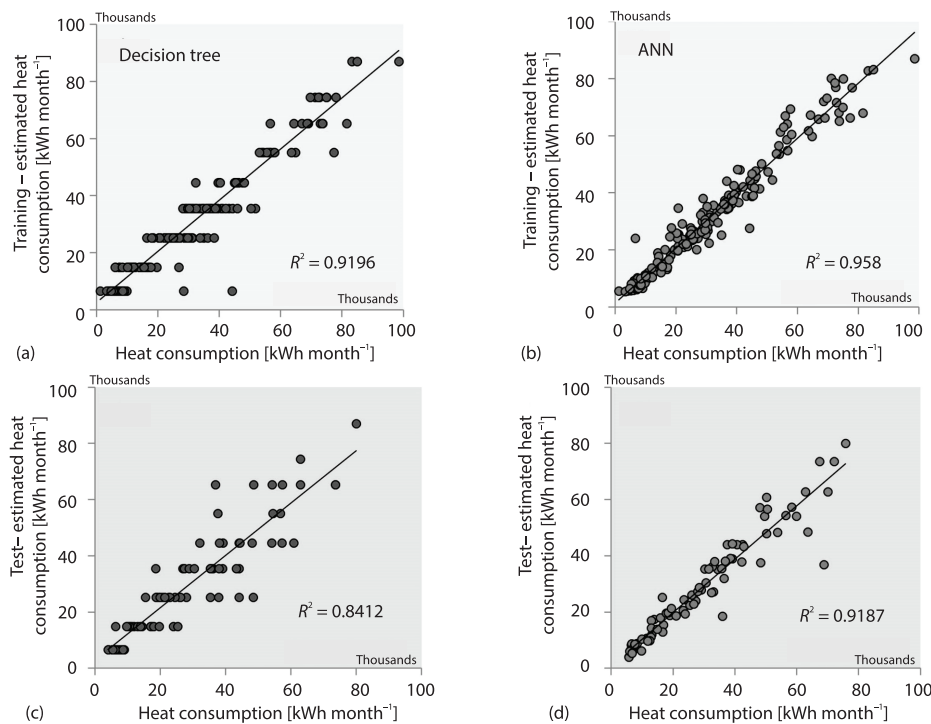 Thousands
100
80
60
40
20
0
Training – estimated heat
consumption [kWh month⁻¹]
Decision tree
R² = 0.9196
Thousands
0 20 40 60 80 100
(a) Heat consumption [kWh month⁻¹]
Thousands
100
80
60
40
20
0
Training – estimated heat
consumption [kWh month⁻¹]
ANN
R² = 0.958
Thousands
0 20 40 60 80 100
(b) Heat consumption [kWh month⁻¹]
Thousands
100
80
60
40
20
0
Test– estimated heat
consumption [kWh month⁻¹]
R² = 0.8412
0 20 40 60 80 100
(c) Heat consumption [kWh month⁻¹]
Thousands
100
80
60
40
20
0
Test– estimated heat
consumption [kWh month⁻¹]
R² = 0.9187
Thousands
0 20 40 60 80 100
(d) Heat consumption [kWh month⁻¹]